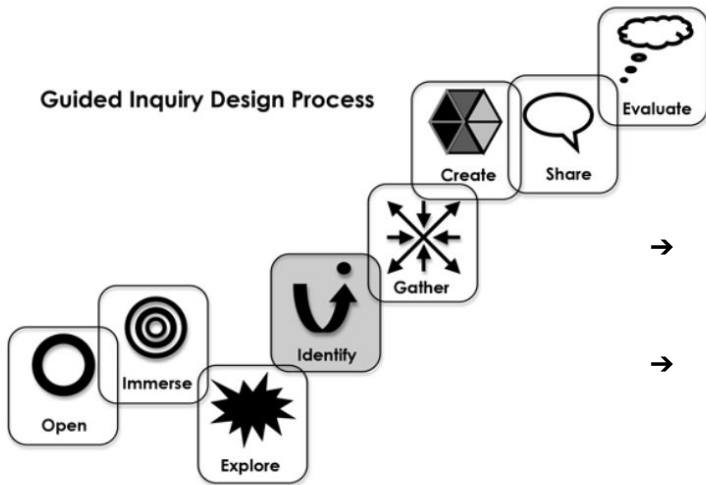 Guided Inquiry Design Process
Open
Immerse
Explore
Identify
Gather
Create
Share
Evaluate
➔
➔